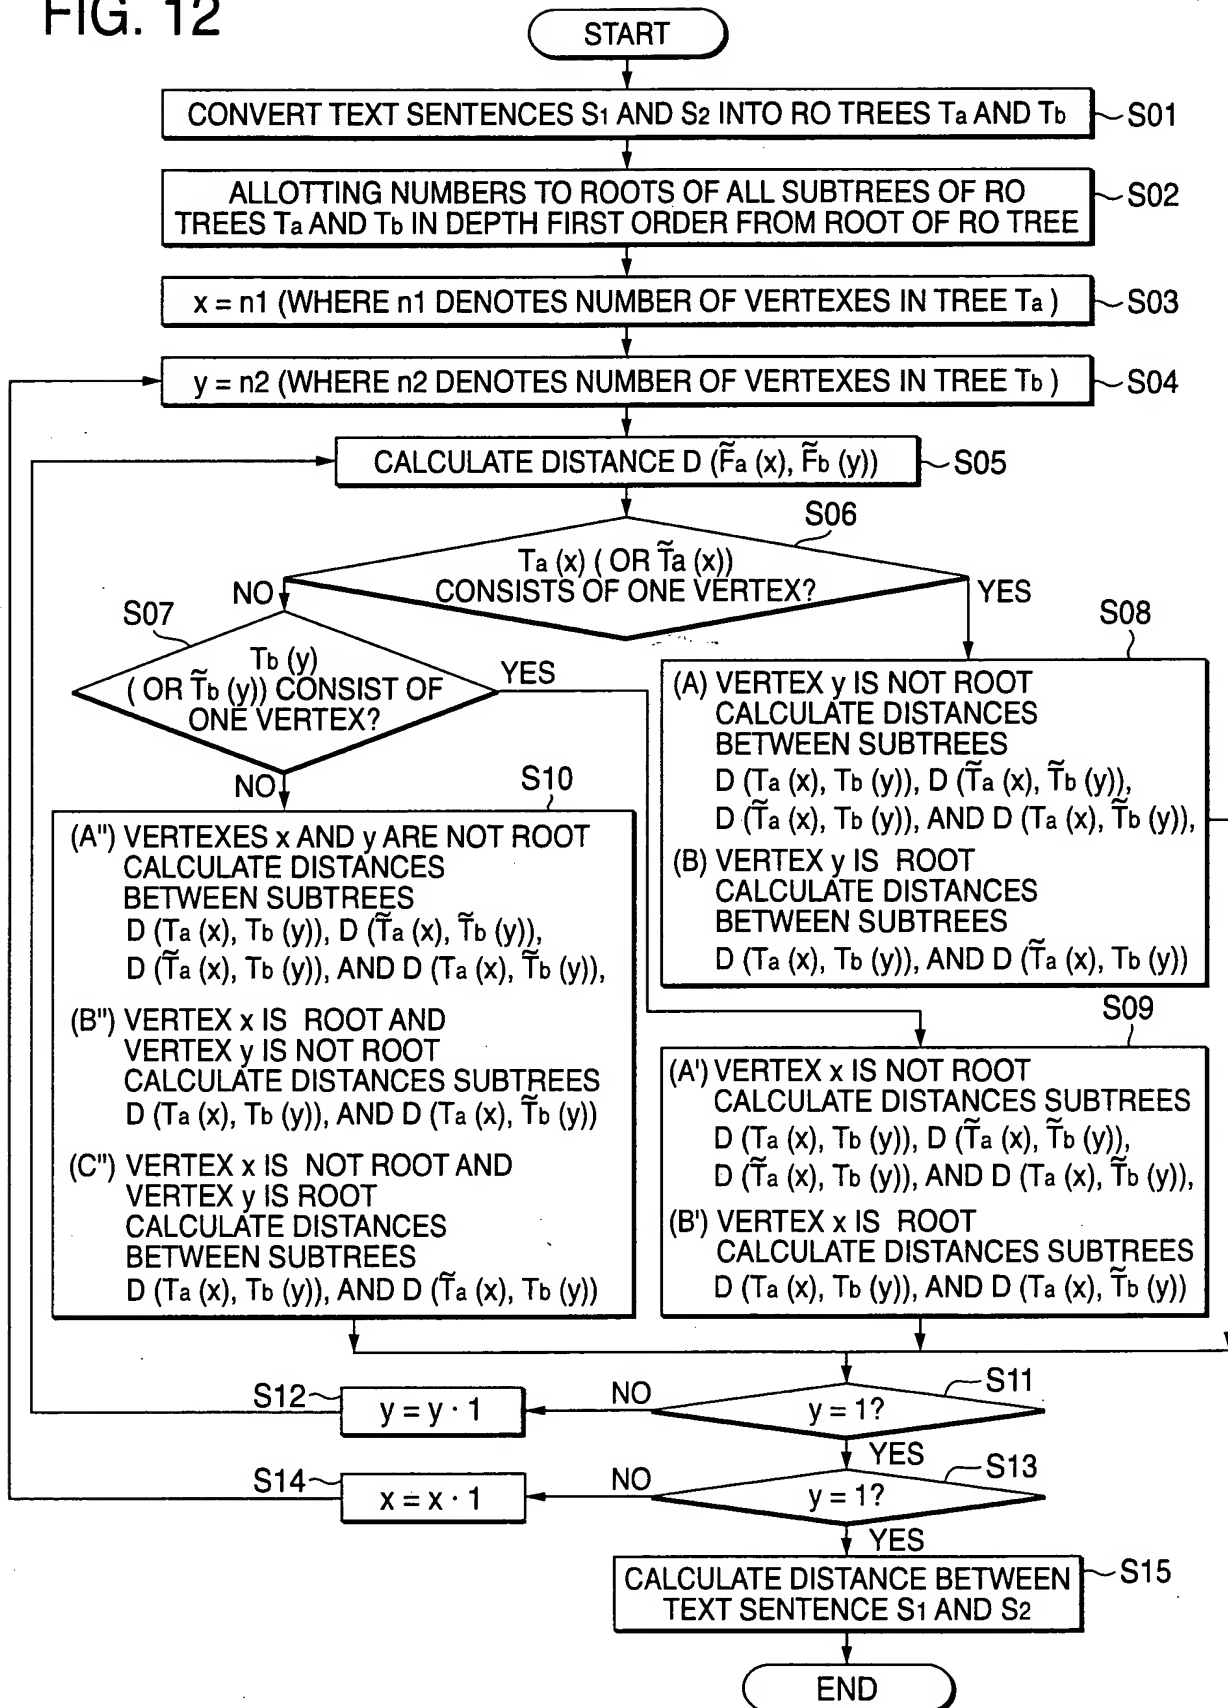 FIG. 12
START
CONVERT TEXT SENTENCES S1 AND S2 INTO RO TREES Ta AND Tb
S01
ALLOTTING NUMBERS TO ROOTS OF ALL SUBTREES OF RO
TREES Ta AND Tb IN DEPTH FIRST ORDER FROM ROOT OF RO TREE
S02
x = n1 (WHERE n1 DENOTES NUMBER OF VERTEXES IN TREE Ta )
S03
y = n2 (WHERE n2 DENOTES NUMBER OF VERTEXES IN TREE Tb )
S04
CALCULATE DISTANCE D (F̃a (x), F̃b (y))
S05
S06
Ta (x) ( OR T̃a (x))
CONSISTS OF ONE VERTEX?
NO
YES
S07
Tb (y)
( OR T̃b (y)) CONSIST OF
ONE VERTEX?
YES
NO
S08
(A) VERTEX y IS NOT ROOT
CALCULATE DISTANCES
BETWEEN SUBTREES
D (Ta (x), Tb (y)), D (T̃a (x), T̃b (y)),
D (T̃a (x), Tb (y)), AND D (Ta (x), T̃b (y)),
(B) VERTEX y IS ROOT
CALCULATE DISTANCES
BETWEEN SUBTREES
D (Ta (x), Tb (y)), AND D (T̃a (x), Tb (y))
S10
(A") VERTEXES x AND y ARE NOT ROOT
CALCULATE DISTANCES
BETWEEN SUBTREES
D (Ta (x), Tb (y)), D (T̃a (x), T̃b (y)),
D (T̃a (x), Tb (y)), AND D (Ta (x), T̃b (y)),
(B") VERTEX x IS ROOT AND
VERTEX y IS NOT ROOT
CALCULATE DISTANCES SUBTREES
D (Ta (x), Tb (y)), AND D (Ta (x), T̃b (y))
(C") VERTEX x IS NOT ROOT AND
VERTEX y IS ROOT
CALCULATE DISTANCES
BETWEEN SUBTREES
D (Ta (x), Tb (y)), AND D (T̃a (x), Tb (y))
S09
(A') VERTEX x IS NOT ROOT
CALCULATE DISTANCES SUBTREES
D (Ta (x), Tb (y)), D (T̃a (x), T̃b (y)),
D (T̃a (x), Tb (y)), AND D (Ta (x), T̃b (y)),
(B') VERTEX x IS ROOT
CALCULATE DISTANCES SUBTREES
D (Ta (x), Tb (y)), AND D (Ta (x), T̃b (y))
S12
y = y · 1
NO
y = 1?
S11
YES
S14
x = x · 1
NO
y = 1?
S13
YES
CALCULATE DISTANCE BETWEEN
TEXT SENTENCE S1 AND S2
S15
END